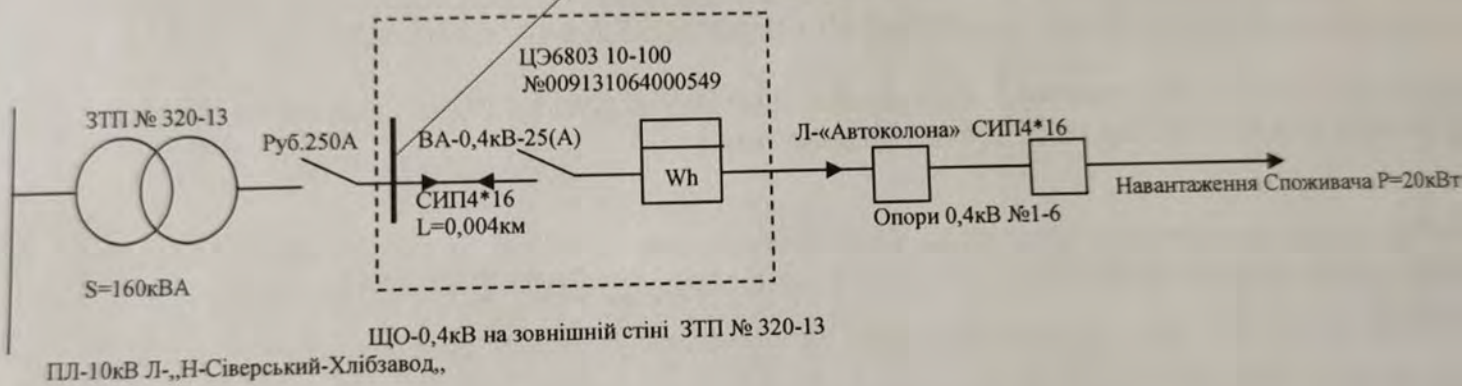 ЦЭ6803 10-100
№009131064000549
ЗТП № 320-13
Руб.250А
ВА-0,4кВ-25(А)
Л-«Автоколона» СИП4*16
Wh
СИП4*16
L=0,004км
Навантаження Споживача Р=20кВт
Опори 0,4кВ №1-6
S=160кВА
ЩО-0,4кВ на зовнішній стіні ЗТП № 320-13
ПЛ-10кВ Л-„Н-Сіверський-Хлібзавод„